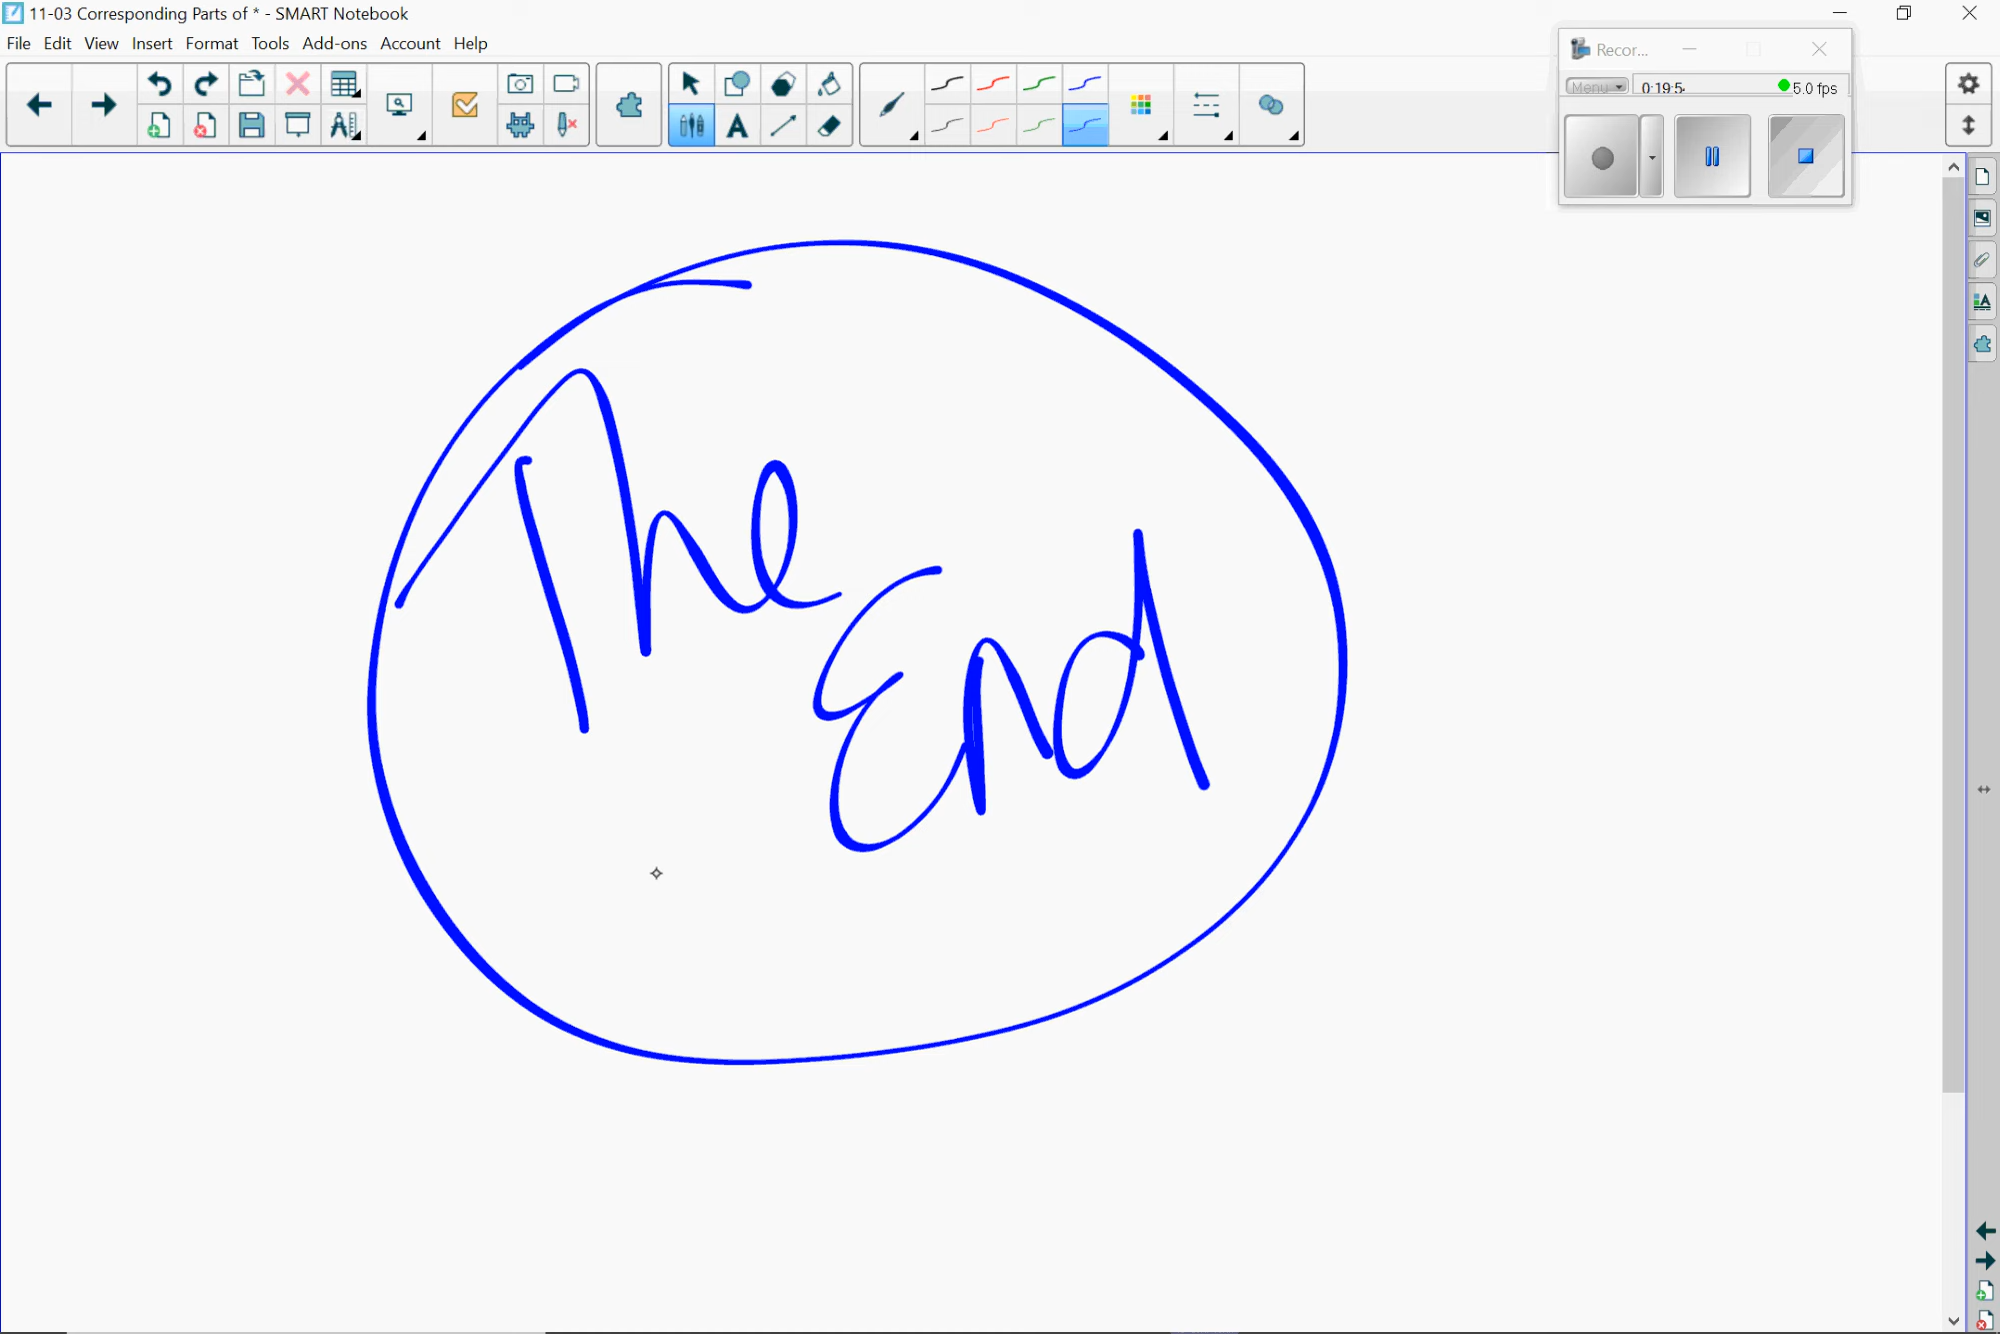 11-03 Corresponding Parts of * - SMART Notebook
File Edit View Insert Format Tools Add-ons Account Help
Recor...
Menu 0:19:5 5.0 fps
The
End